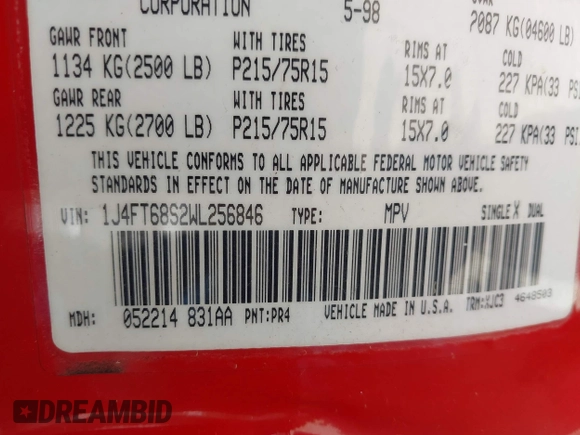 CORPORATION 5-98 GVWR 2087 KG(04600 LB)
GAWR FRONT WITH TIRES RIMS AT COLD
1134 KG(2500 LB) P215/75R15 15X7.0 227 KPA(33 PSI
GAWR REAR WITH TIRES RIMS AT COLD
1225 KG(2700 LB) P215/75R15 15X7.0 227 KPA(33 PSI
THIS VEHICLE CONFORMS TO ALL APPLICABLE FEDERAL MOTOR VEHICLE SAFETY
STANDARDS IN EFFECT ON THE DATE OF MANUFACTURE SHOWN ABOVE.
VIN: 1J4FT68S2WL256846 TYPE: MPV SINGLE X DUAL
MDH: 052214 831AA PNT:PR4 VEHICLE MADE IN U.S.A. TRM:XJC3 4648503
DREAMBID